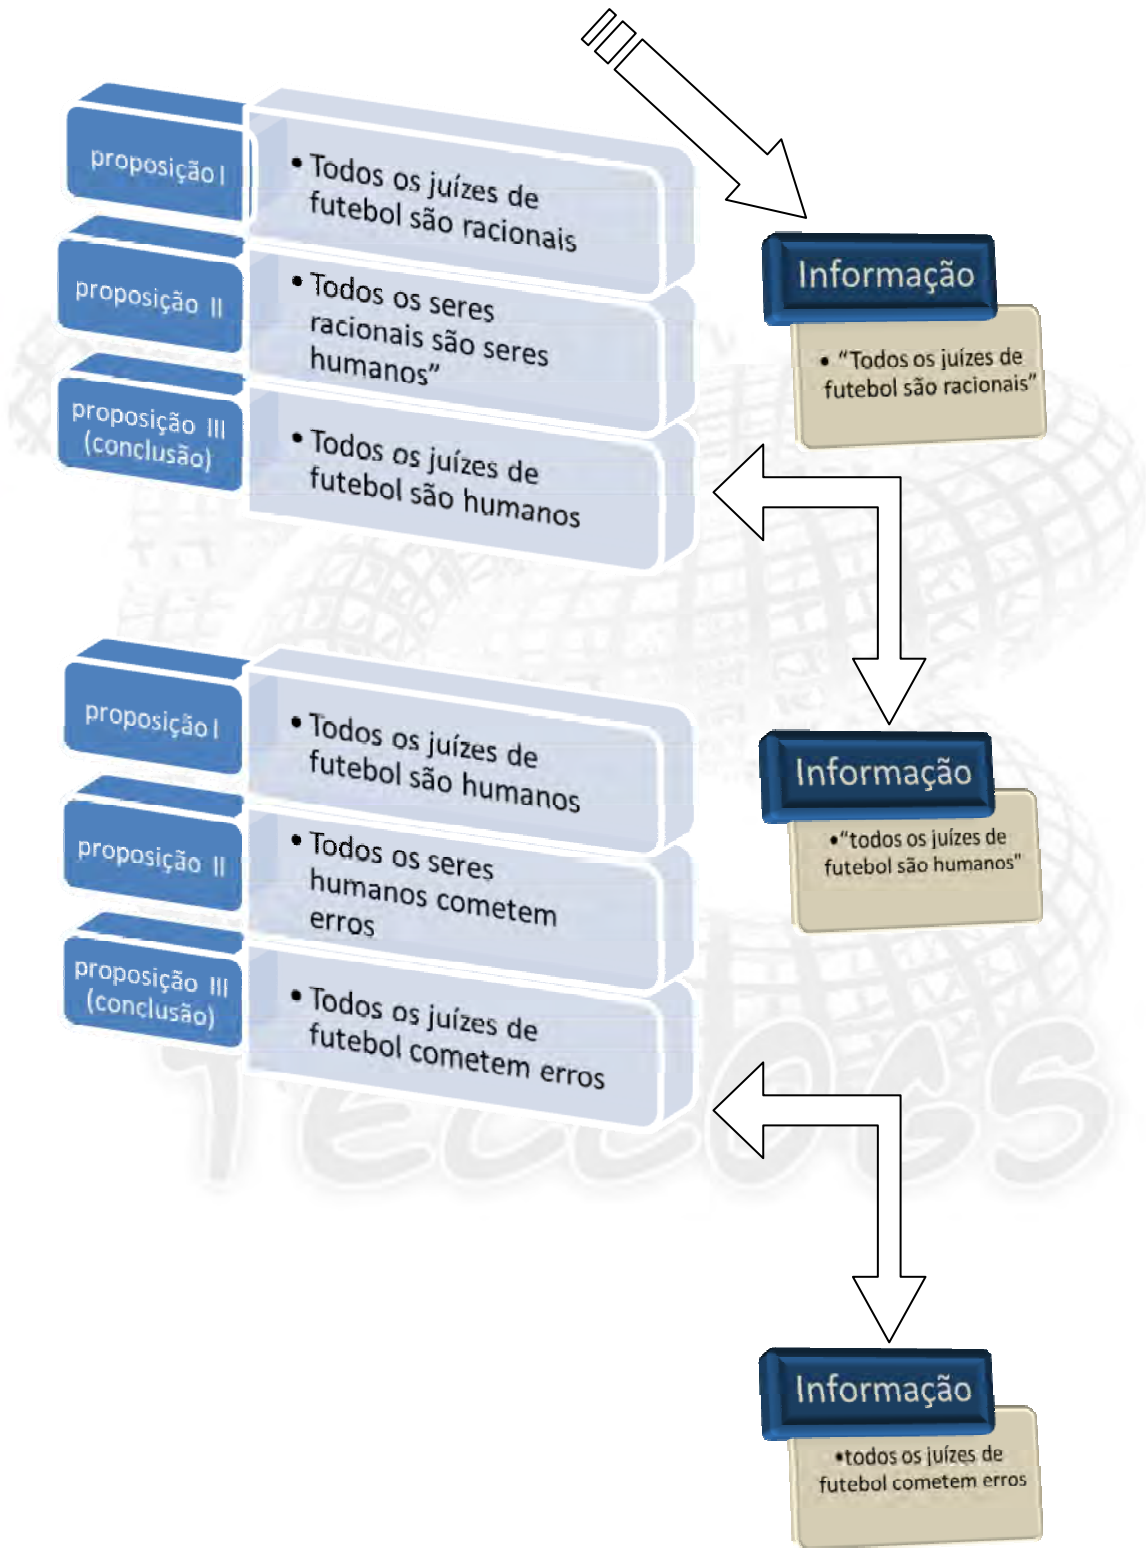 proposição I
• Todos os juízes de
futebol são racionais
proposição II
• Todos os seres
racionais são seres
humanos”
proposição III
(conclusão)
• Todos os juízes de
futebol são humanos
Informação
• “Todos os juízes de
futebol são racionais”
proposição I
• Todos os juízes de
futebol são humanos
proposição II
• Todos os seres
humanos cometem
erros
proposição III
(conclusão)
• Todos os juízes de
futebol cometem erros
Informação
•“todos os juízes de
futebol são humanos”
TECCGS
Informação
•todos os juízes de
futebol cometem erros